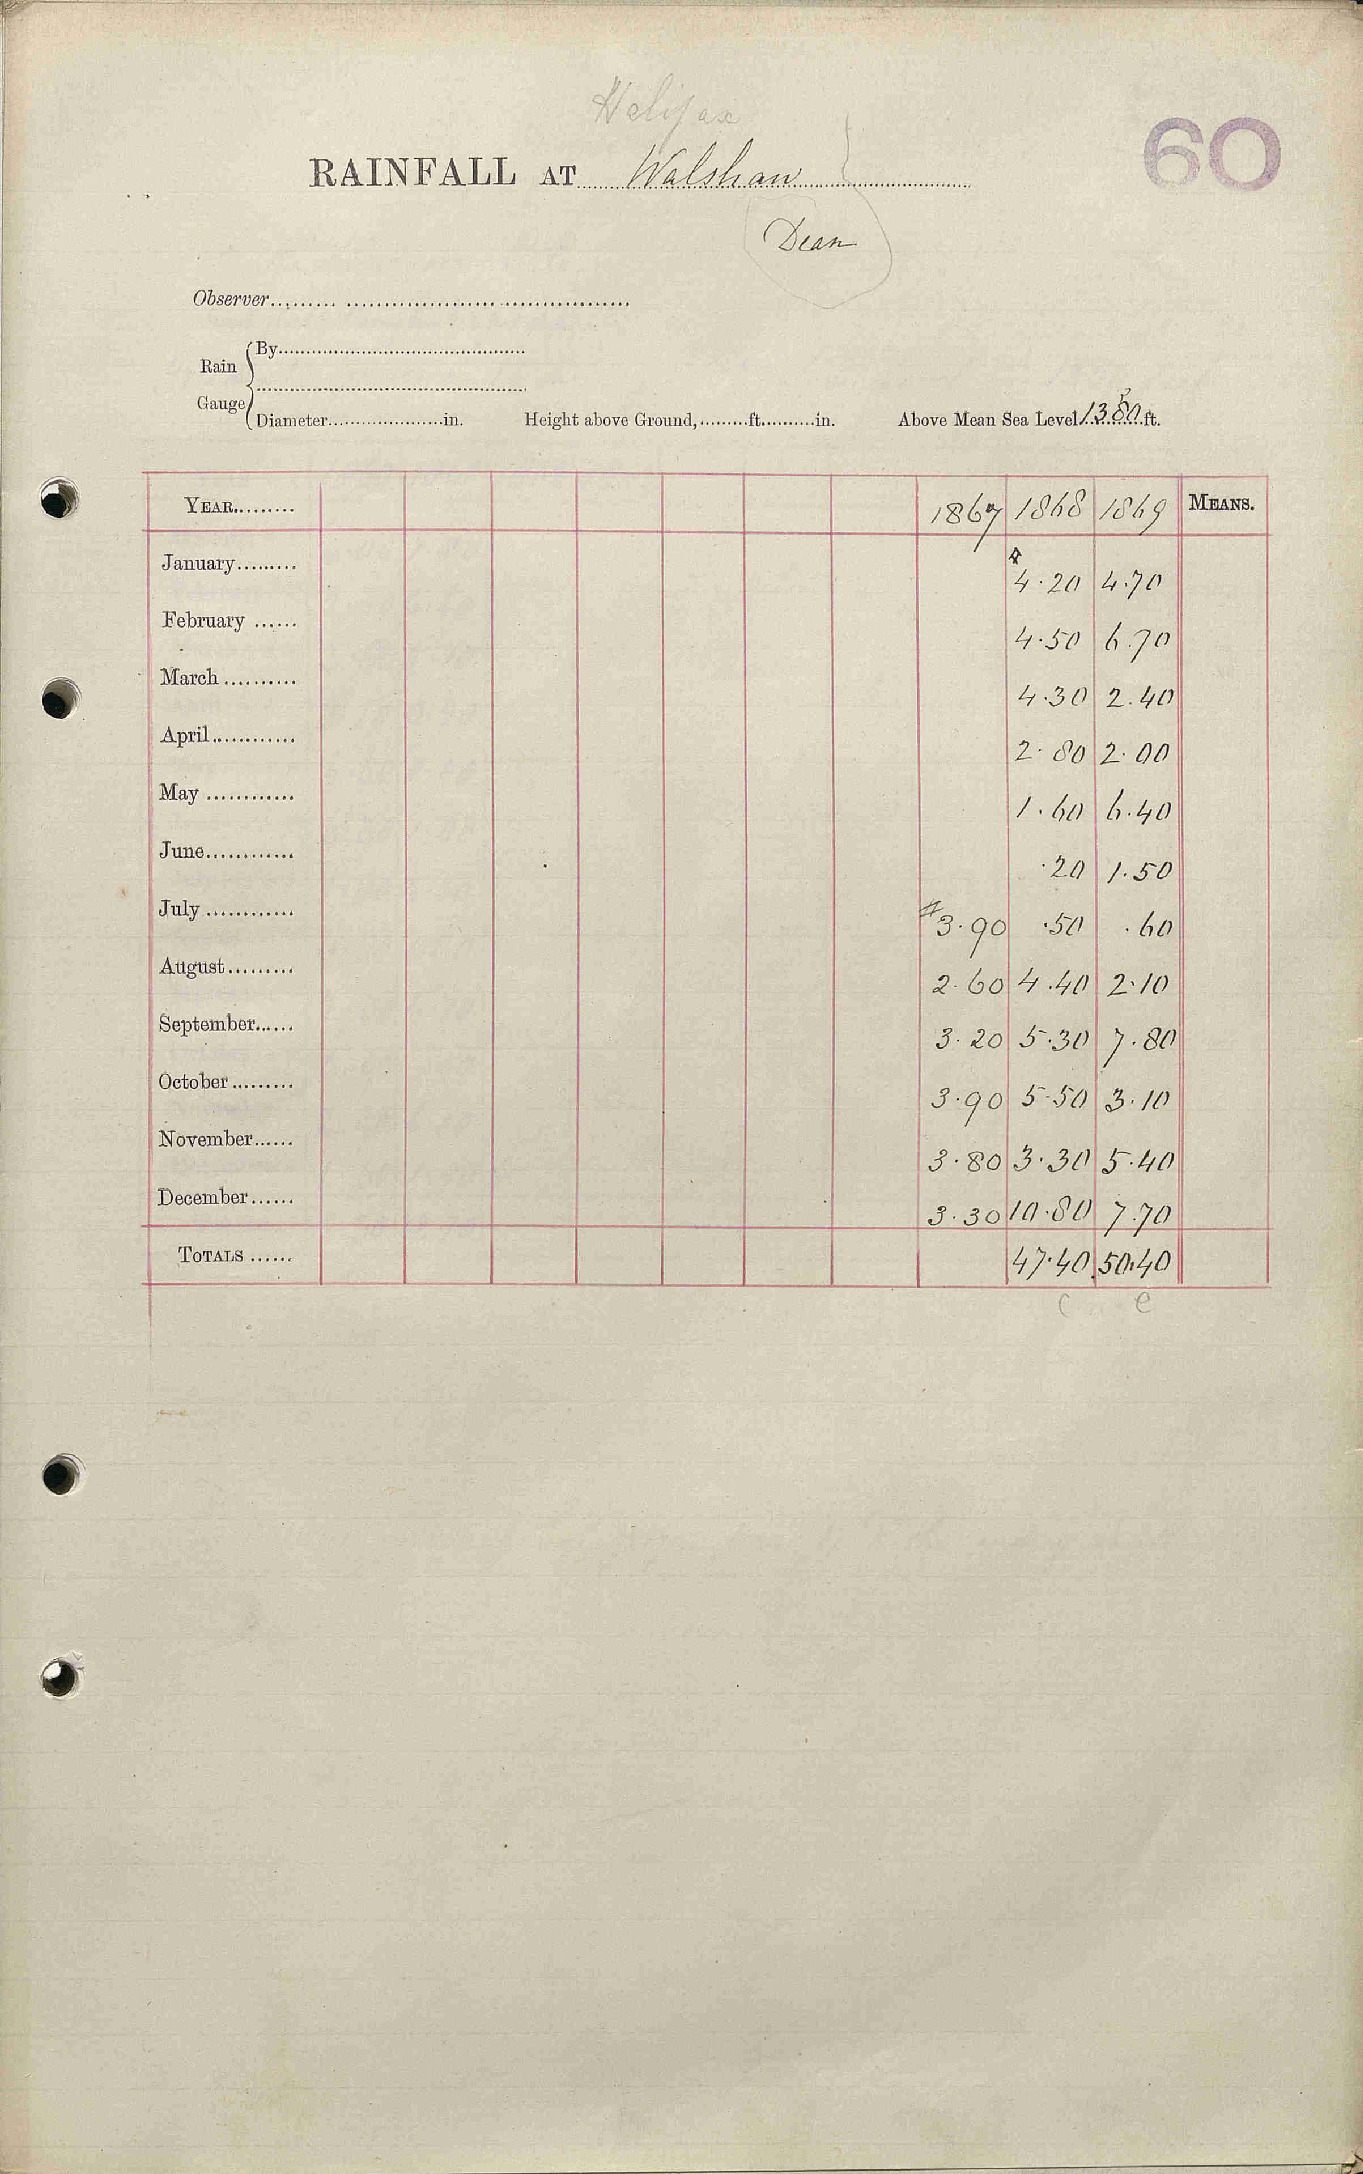 Halifax
60
RAINFALL AT Walshaw
Dean
Observer
Rain Gauge { By
Diameter in. Height above Ground, ft. in. Above Mean Sea Level 1380 ft.
YEAR 1867 1868 1869 MEANS.
January 4.20 4.70
February 4.50 6.70
March 4.30 2.40
April 2.80 2.00
May 1.60 6.40
June .20 1.50
July #3.90 .50 .60
August 2.60 4.40 2.10
September 3.20 5.30 7.80
October 3.90 5.50 3.10
November 3.80 3.30 5.40
December 3.30 10.80 7.70
TOTALS 47.40 50.40
c e